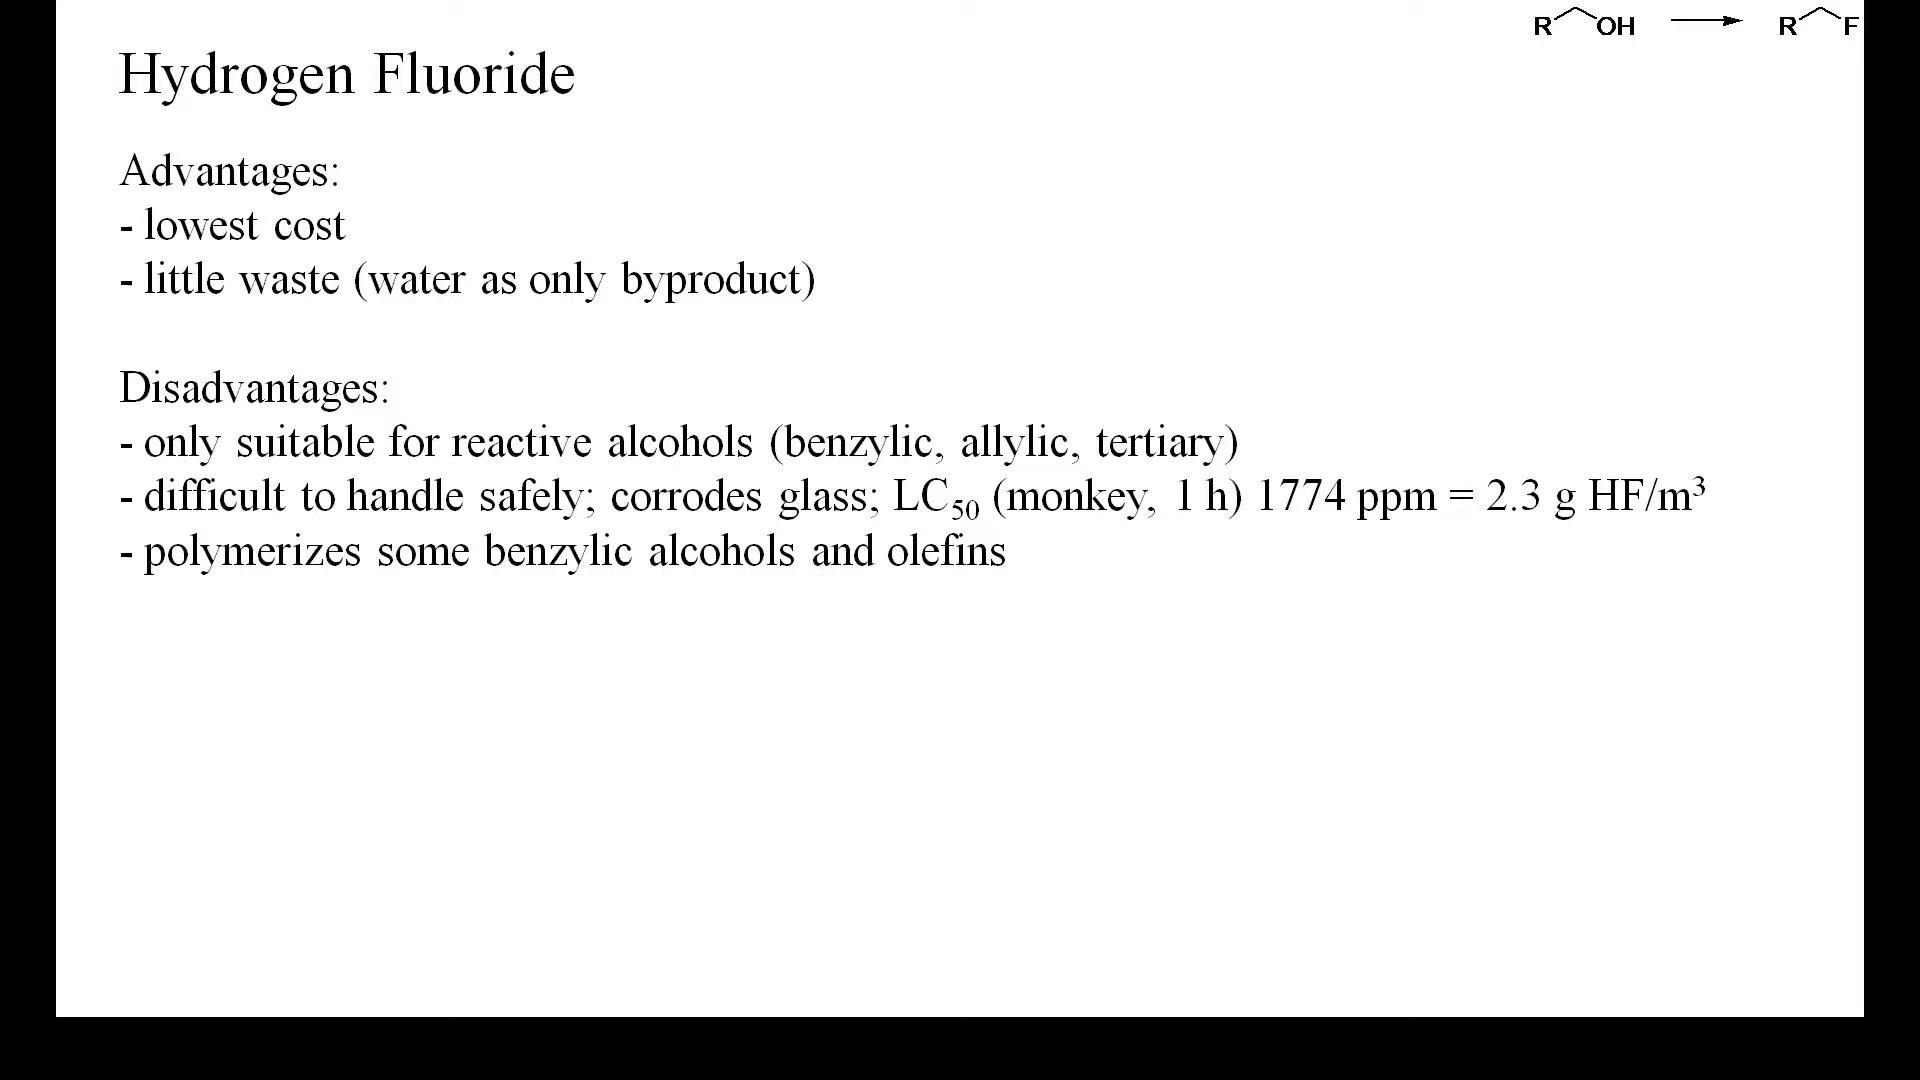 R OH R F
Hydrogen Fluoride
Advantages:
- lowest cost
- little waste (water as only byproduct)
Disadvantages:
- only suitable for reactive alcohols (benzylic, allylic, tertiary)
- difficult to handle safely; corrodes glass; LC₅₀ (monkey, 1 h) 1774 ppm = 2.3 g HF/m³
- polymerizes some benzylic alcohols and olefins